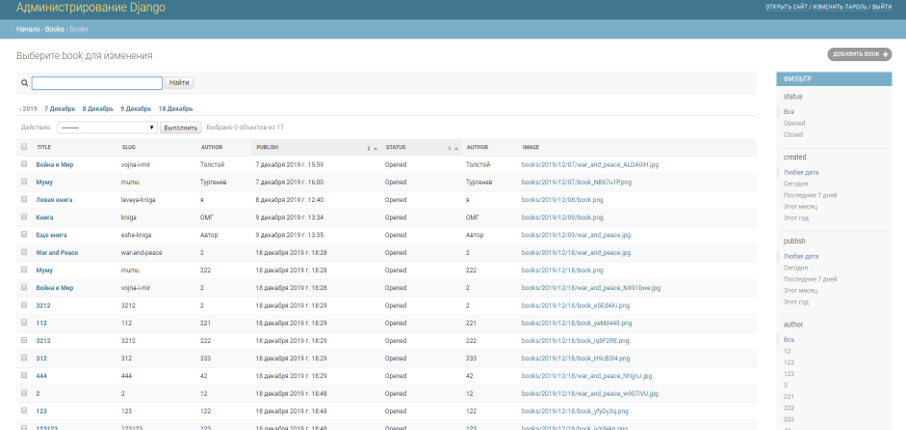 Администрирование Django
ОТКРЫТЬ САЙТ / ИЗМЕНИТЬ ПАРОЛЬ / ВЫЙТИ
Начало › Books › Books
Выберите book для изменения
ДОБАВИТЬ BOOK +
Найти
‹ 2019 7 Декабрь 8 Декабрь 9 Декабрь 18 Декабрь
Действие: --------- Выполнить Выбрано 0 объектов из 17
TITLE SLUG AUTHOR PUBLISH 2 STATUS 1 AUTHOR IMAGE
Война и Мир vojna-i-mir Толстой 7 декабря 2019 г. 15:59 Opened Толстой books/2019/12/07/war_and_peace_ALDAGiH.jpg
Муму mumu Тургенев 7 декабря 2019 г. 16:00 Opened Тургенев books/2019/12/07/book_NB67u1P.png
Левая книга levaya-kniga я 8 декабря 2019 г. 12:40 Opened я books/2019/12/08/book.png
Книга kniga ОМГ 9 декабря 2019 г. 13:34 Opened ОМГ books/2019/12/09/book.png
Еще книга eshe-kniga Автор 9 декабря 2019 г. 13:35 Opened Автор books/2019/12/09/war_and_peace.jpg
War and Peace war-and-peace 2 18 декабря 2019 г. 18:28 Opened 2 books/2019/12/18/war_and_peace.jpg
Муму mumu 222 18 декабря 2019 г. 18:28 Opened 222 books/2019/12/18/book.png
Война и Мир vojna-i-mir 2 18 декабря 2019 г. 18:28 Opened 2 books/2019/12/18/war_and_peace_NX91bwe.jpg
3212 3212 2 18 декабря 2019 г. 18:29 Opened 2 books/2019/12/18/book_eSEdAKi.png
112 112 221 18 декабря 2019 г. 18:29 Opened 221 books/2019/12/18/book_yeMd449.png
3212 3212 222 18 декабря 2019 г. 18:29 Opened 222 books/2019/12/18/book_Iq8F2RE.png
312 312 333 18 декабря 2019 г. 18:29 Opened 333 books/2019/12/18/book_H9cB3l4.png
444 444 42 18 декабря 2019 г. 18:29 Opened 42 books/2019/12/18/war_and_peace_hhIjjrJ.jpg
2 2 12 18 декабря 2019 г. 18:48 Opened 12 books/2019/12/18/war_and_peace_w907iVU.jpg
123 123 122 18 декабря 2019 г. 18:48 Opened 122 books/2019/12/18/book_yfyDy3q.png
123123 123123 123 18 декабря 2019 г. 18:48 Opened 123
ФИЛЬТР
status
Все
Opened
Closed
created
Любая дата
Сегодня
Последние 7 дней
Этот месяц
Этот год
publish
Любая дата
Сегодня
Последние 7 дней
Этот месяц
Этот год
author
Все
12
122
123
2
221
222
333